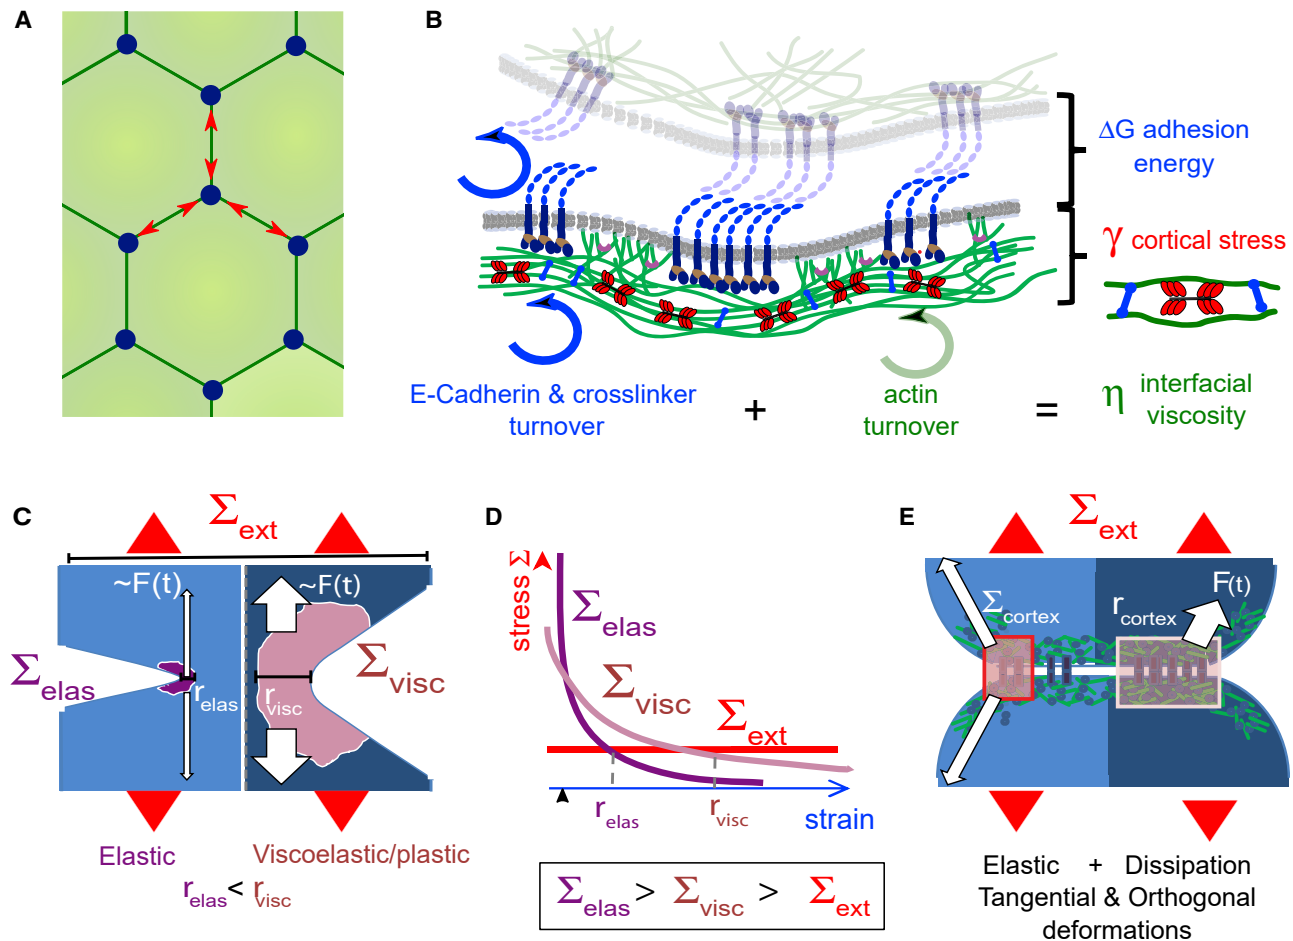 A
B
ΔG adhesion
energy
γ cortical stress
E-Cadherin & crosslinker
turnover
+
actin
turnover
=
η interfacial
viscosity
C
Σext
~F(t)
~F(t)
Σelas
relas
rvisc
Σvisc
Elastic
Viscoelastic/plastic
relas < rvisc
D
stress Σ
Σelas
Σvisc
Σext
relas
rvisc
strain
Σelas > Σvisc > Σext
E
Σext
Σcortex
rcortex
F(t)
Elastic + Dissipation
Tangential & Orthogonal
deformations